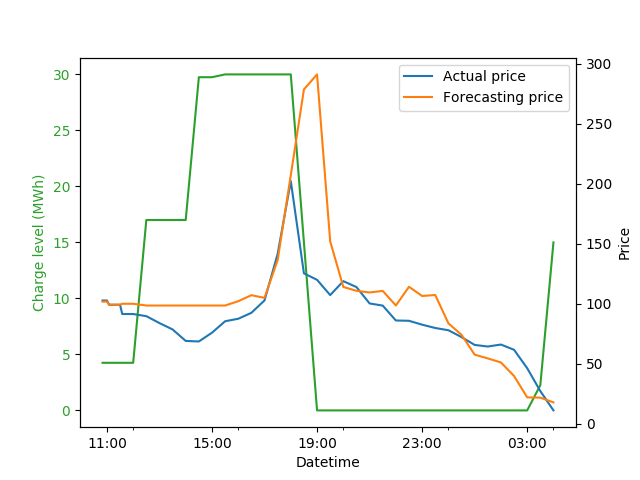 Actual price
Forecasting price
30
25
20
15
10
5
0
Charge level (MWh)
300
250
200
150
100
50
0
Price
11:00 15:00 19:00 23:00 03:00
Datetime